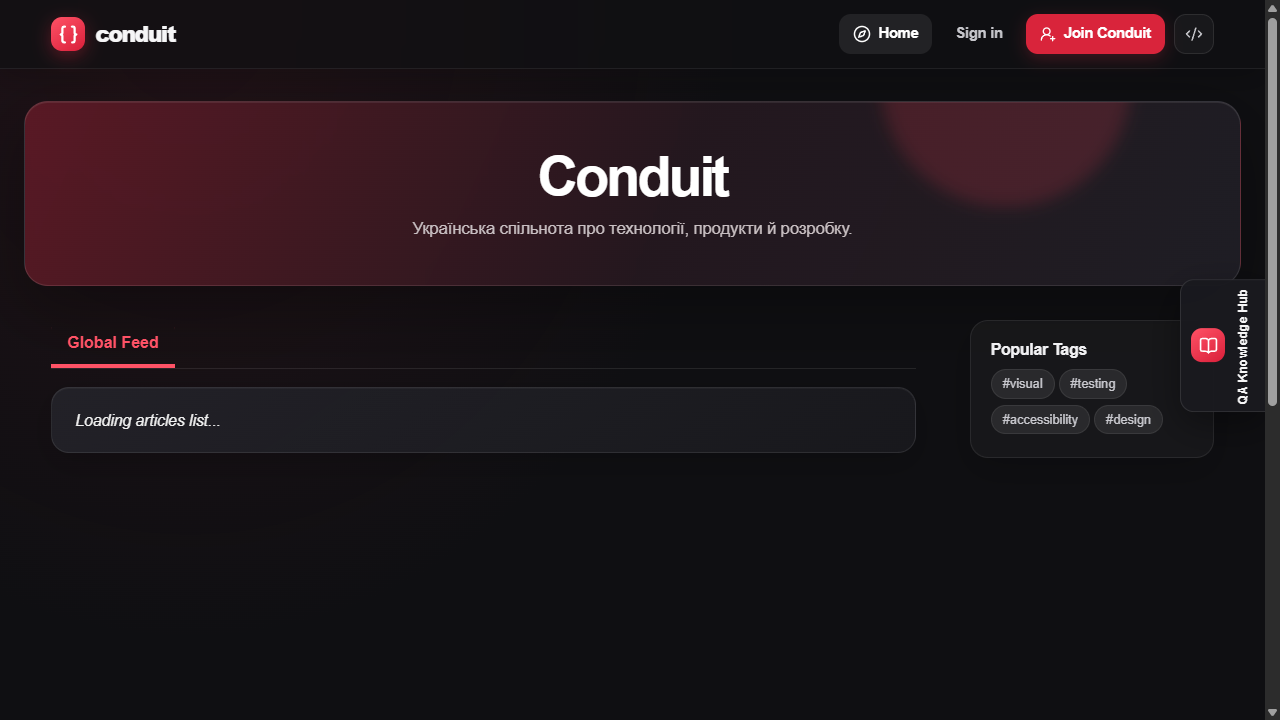 { } conduit
Home
Sign in
Join Conduit
</>
Conduit
Українська спільнота про технології, продукти й розробку.
QA Knowledge Hub
Global Feed
Loading articles list...
Popular Tags
#visual #testing
#accessibility #design